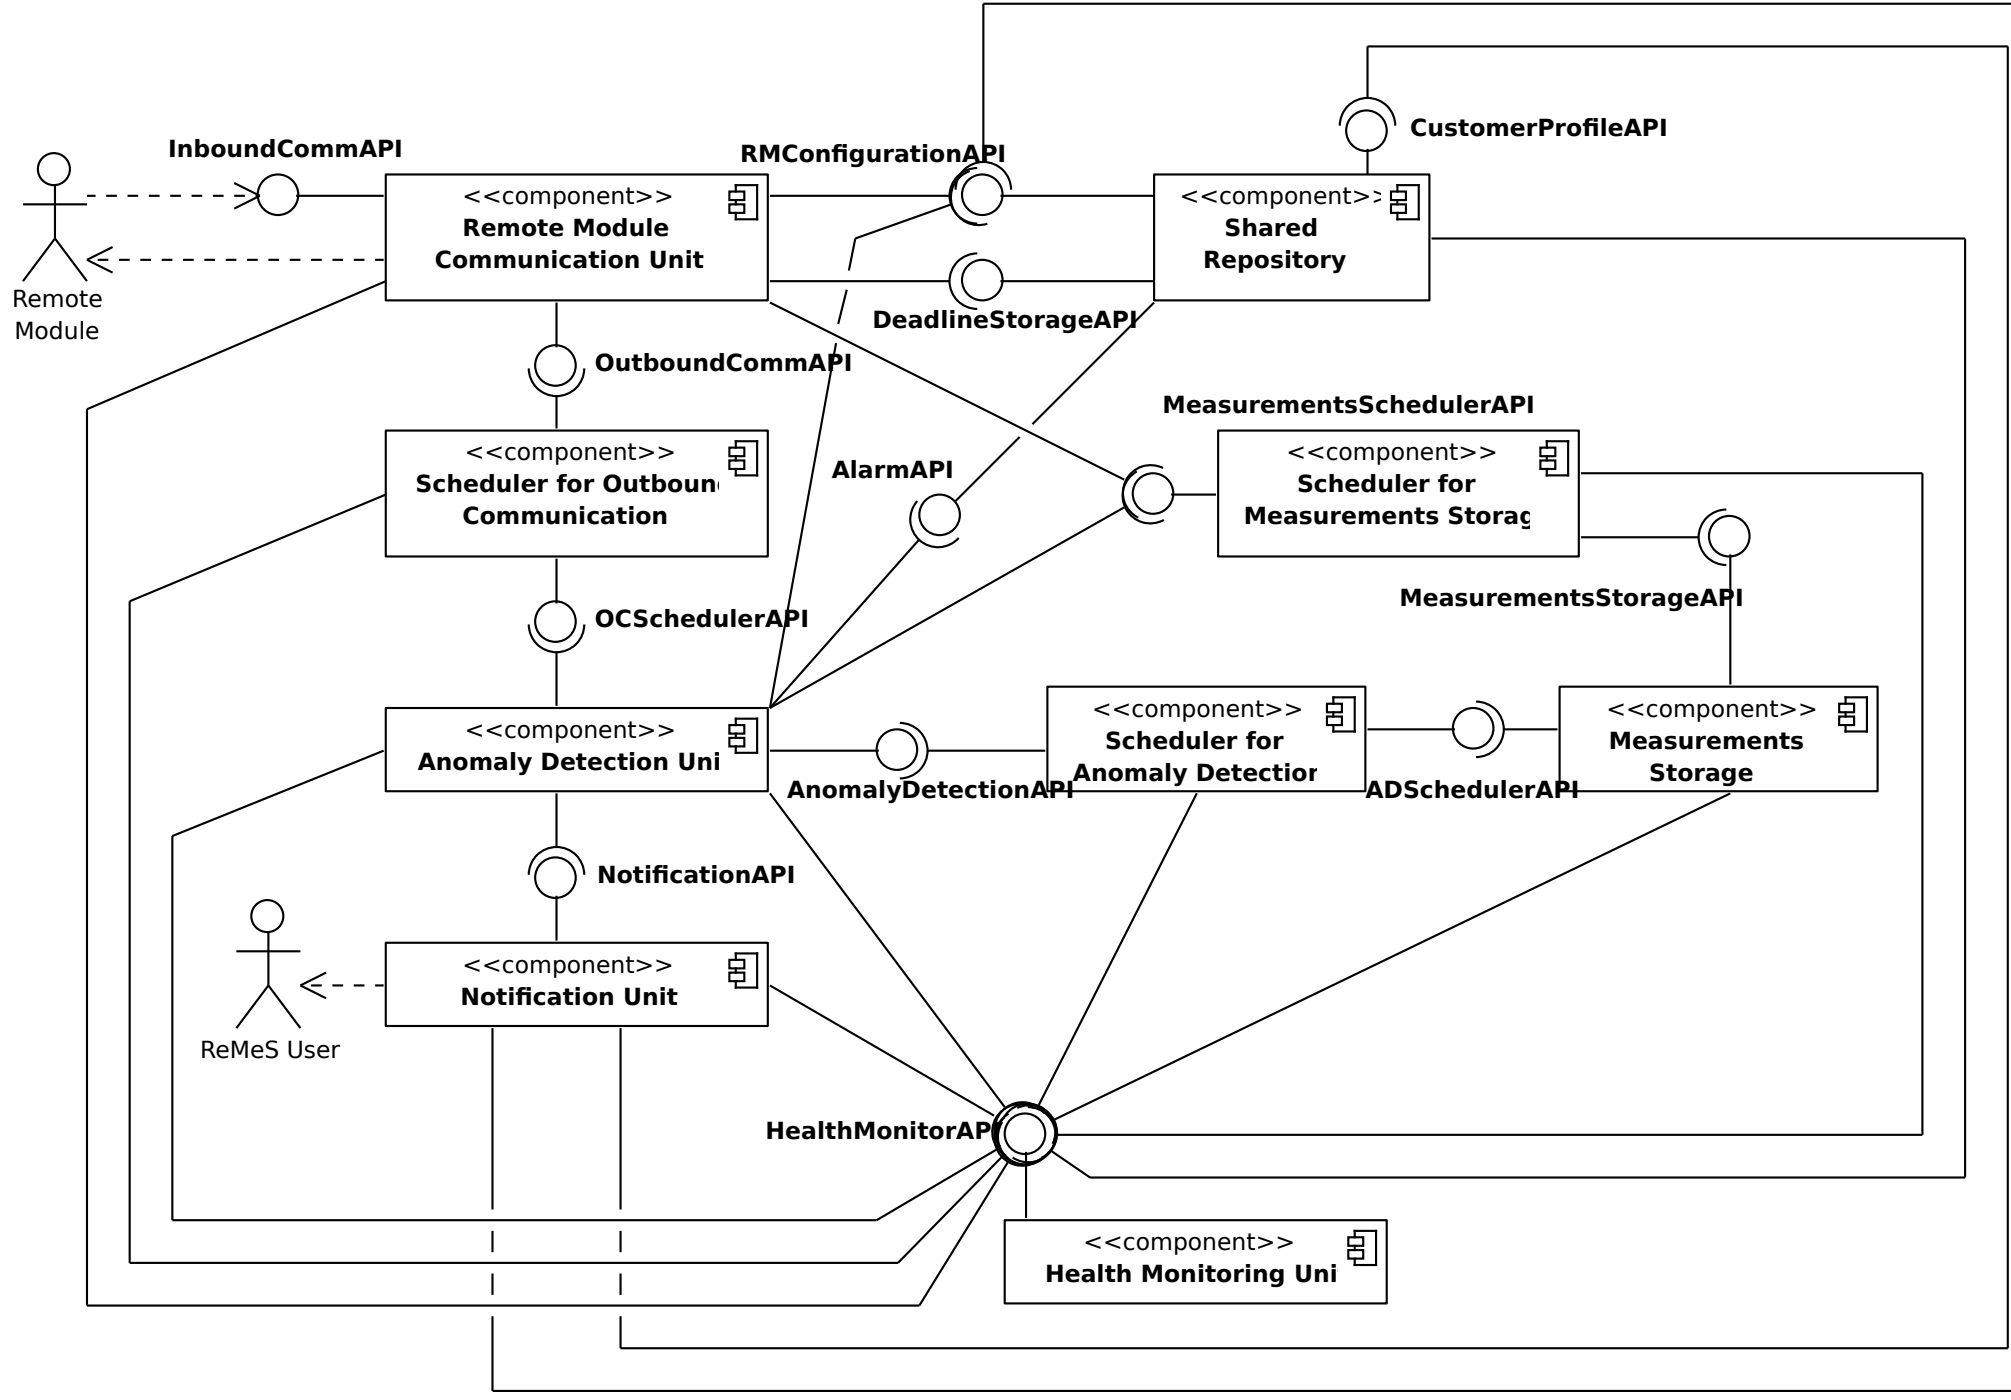 CustomerProfileAPI
InboundCommAPI
RMConfigurationAPI
<<component>>
Remote Module
Communication Unit
<<component>>
Shared
Repository
Remote
Module
DeadlineStorageAPI
OutboundCommAPI
MeasurementsSchedulerAPI
<<component>>
Scheduler for Outboun
Communication
AlarmAPI
<<component>>
Scheduler for
Measurements Storag
MeasurementsStorageAPI
OCSchedulerAPI
<<component>>
Anomaly Detection Uni
<<component>>
Scheduler for
Anomaly Detection
<<component>>
Measurements
Storage
AnomalyDetectionAPI
ADSchedulerAPI
NotificationAPI
<<component>>
Notification Unit
ReMeS User
HealthMonitorAPI
<<component>>
Health Monitoring Uni